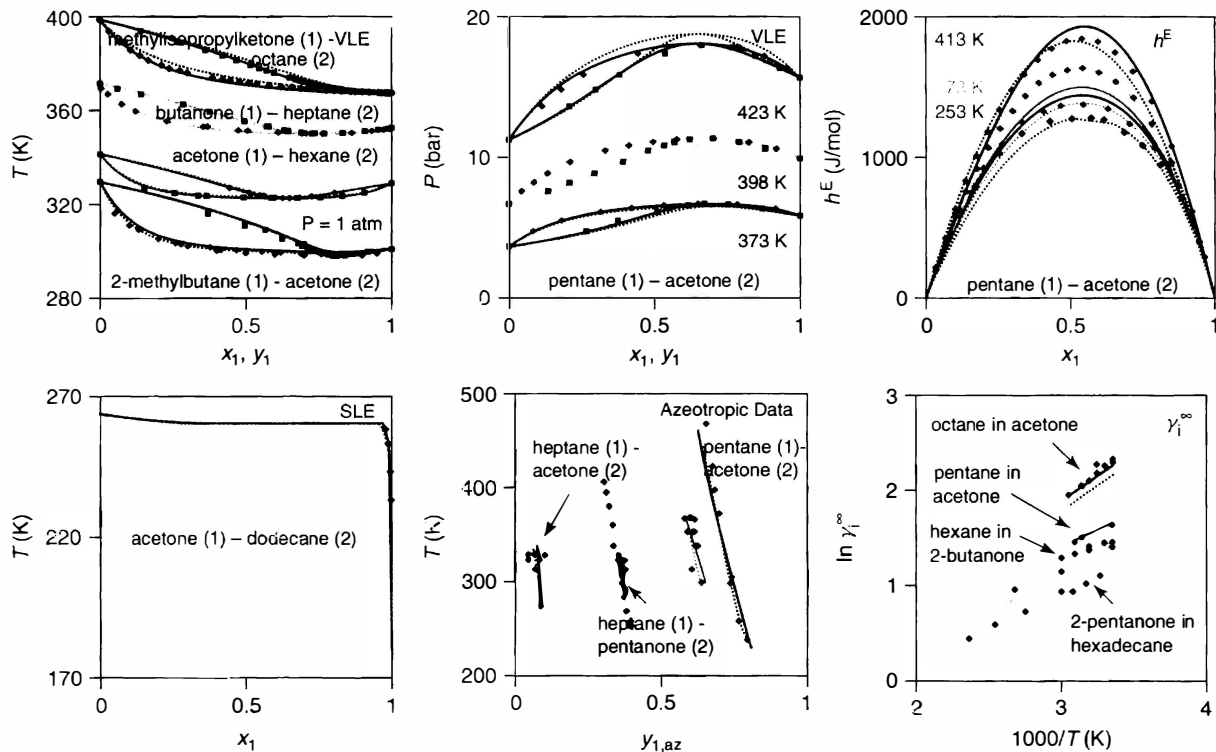 400
360
320
280
T (K)
methylisopropylketone (1) -VLE
octane (2)
butanone (1) – heptane (2)
acetone (1) – hexane (2)
P = 1 atm
2-methylbutane (1) - acetone (2)
0
0.5
1
x1, y1
20
10
0
P (bar)
VLE
423 K
398 K
373 K
pentane (1) – acetone (2)
0
0.5
1
x1, y1
2000
1000
0
hE (J/mol)
413 K
hE
253 K
pentane (1) – acetone (2)
0
0.5
1
x1
270
220
170
T (K)
SLE
acetone (1) – dodecane (2)
0
0.5
1
x1
500
400
300
200
T (K)
Azeotropic Data
heptane (1) -
acetone (2)
pentane (1)-
acetone (2)
heptane (1) -
pentanone (2)
0
0.5
1
y1,az
3
2
1
0
ln γi∞
γi∞
octane in acetone
pentane in
acetone
hexane in
2-butanone
2-pentanone in
hexadecane
2
3
4
1000/T (K)